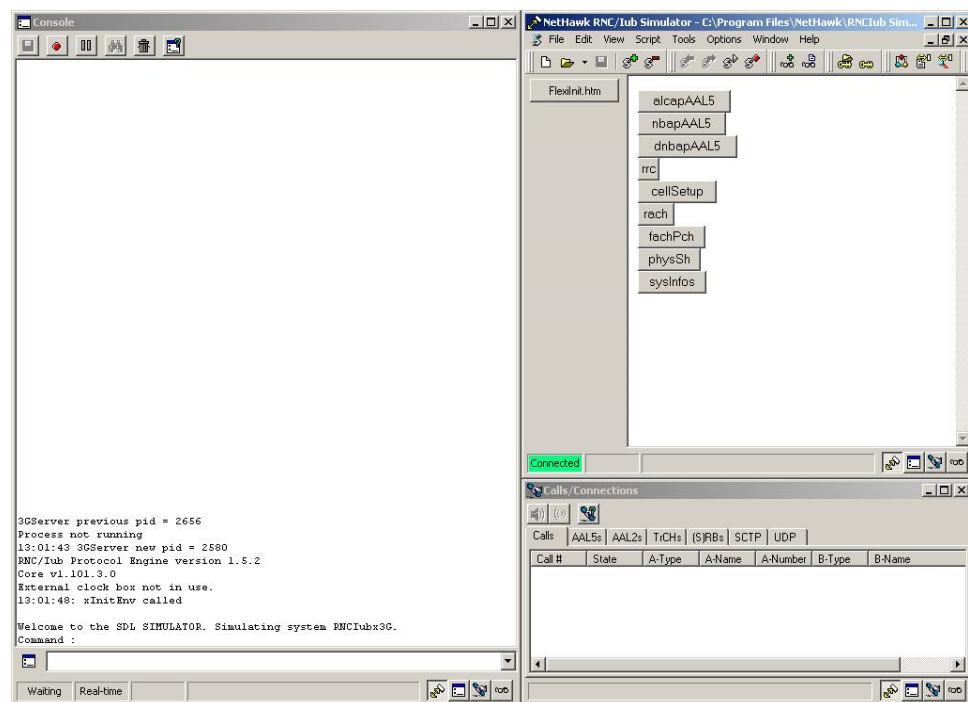 Console
3GServer previous pid = 2656
Process not running
13:01:43 3GServer new pid = 2580
RNC/Iub Protocol Engine version 1.5.2
Core v1.101.3.0
External clock box not in use.
13:01:48: xInitEnv called
Welcome to the SDL SIMULATOR. Simulating system RNCIubx3G.
Command :
Waiting Real-time
NetHawk RNC/Iub Simulator - C:\Program Files\NetHawk\RNCIub Sim...
File Edit View Script Tools Options Window Help
FlexiInit.htm
alcapAAL5
nbapAAL5
dnbapAAL5
rrc
cellSetup
rach
fachPch
physSh
sysInfos
Connected
Calls/Connections
Calls AAL5s AAL2s TrCHs (S)RBs SCTP UDP
Call # State A-Type A-Name A-Number B-Type B-Name